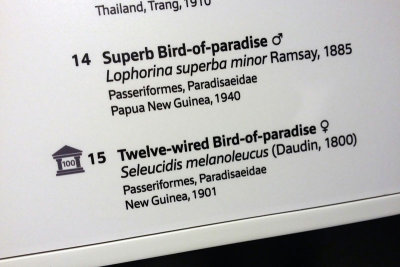 Thailand, Trang, 1910
14 Superb Bird-of-paradise ♂
Lophorina superba minor Ramsay, 1885
Passeriformes, Paradisaeidae
Papua New Guinea, 1940
100
15 Twelve-wired Bird-of-paradise ♀
Seleucidis melanoleucus (Daudin, 1800)
Passeriformes, Paradisaeidae
New Guinea, 1901